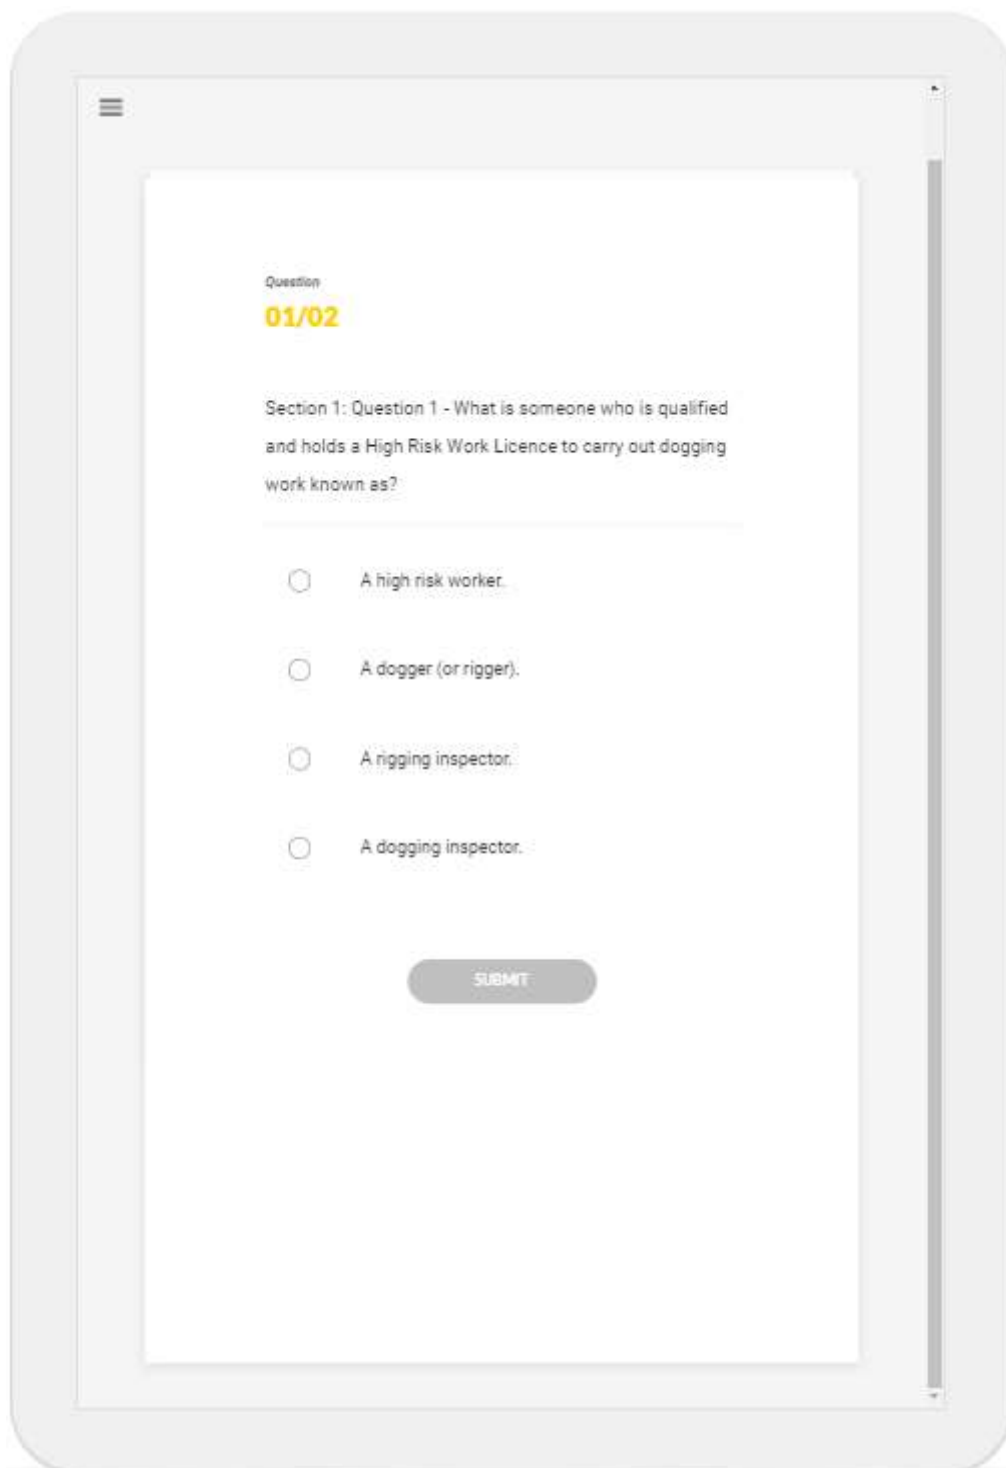 Question
01/02
Section 1: Question 1 - What is someone who is qualified
and holds a High Risk Work Licence to carry out dogging
work known as?
A high risk worker.
A dogger (or rigger).
A rigging inspector.
A dogging inspector.
SUBMIT